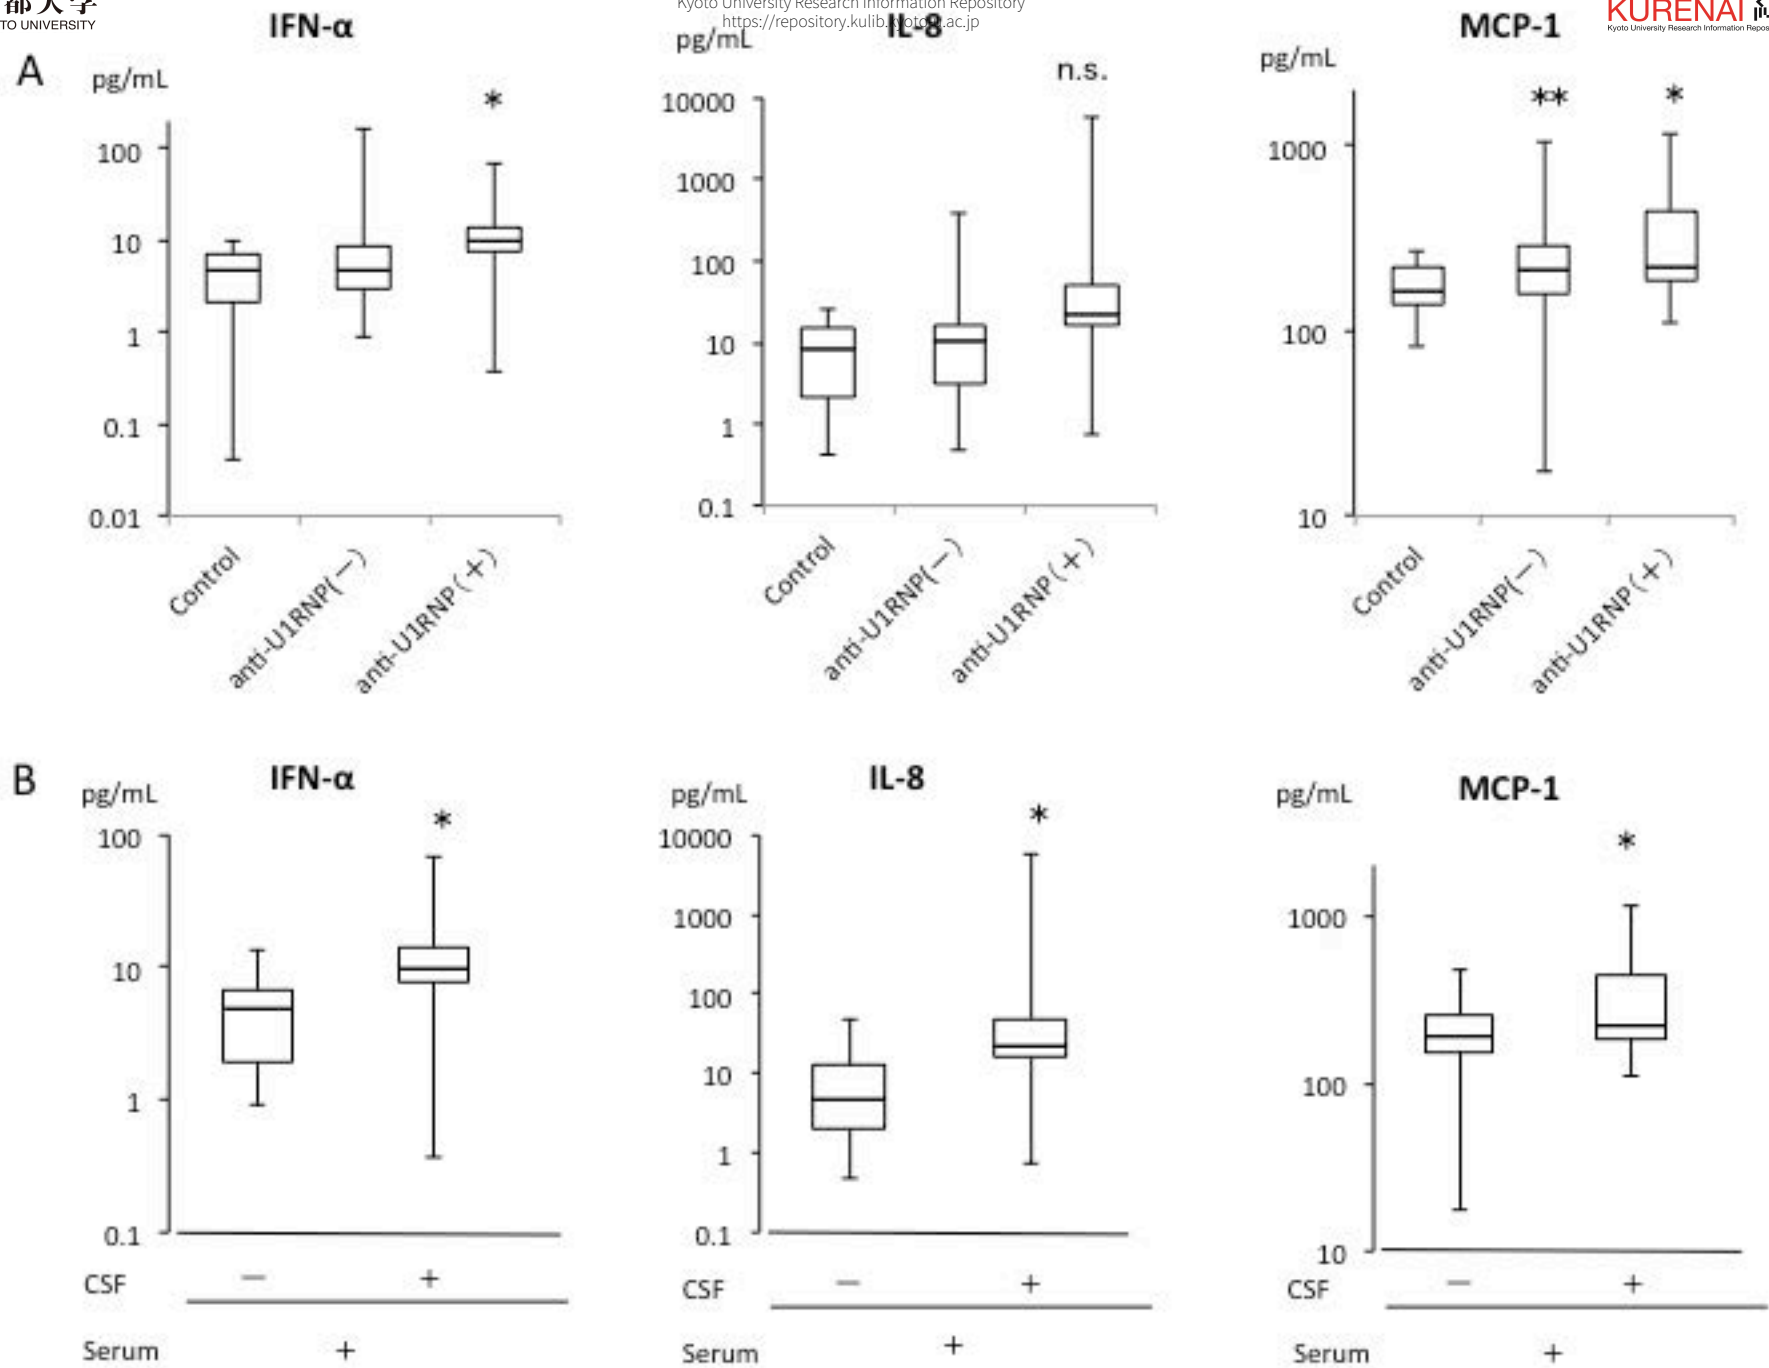 都大学
TO UNIVERSITY
Kyoto University Research Information Repository
https://repository.kulib.kyoto-u.ac.jp
KURENAI
Kyoto University Research Information Repos
A
IFN-α
pg/mL
*
100
10
1
0.1
0.01
Control
anti-U1RNP(−)
anti-U1RNP(+)
IL-8
pg/mL
n.s.
10000
1000
100
10
1
0.1
Control
anti-U1RNP(−)
anti-U1RNP(+)
MCP-1
pg/mL
** *
1000
100
10
Control
anti-U1RNP(−)
anti-U1RNP(+)
B
IFN-α
pg/mL
*
100
10
1
0.1
CSF − +
Serum +
IL-8
pg/mL
*
10000
1000
100
10
1
0.1
CSF − +
Serum +
MCP-1
pg/mL
*
1000
100
10
CSF − +
Serum +